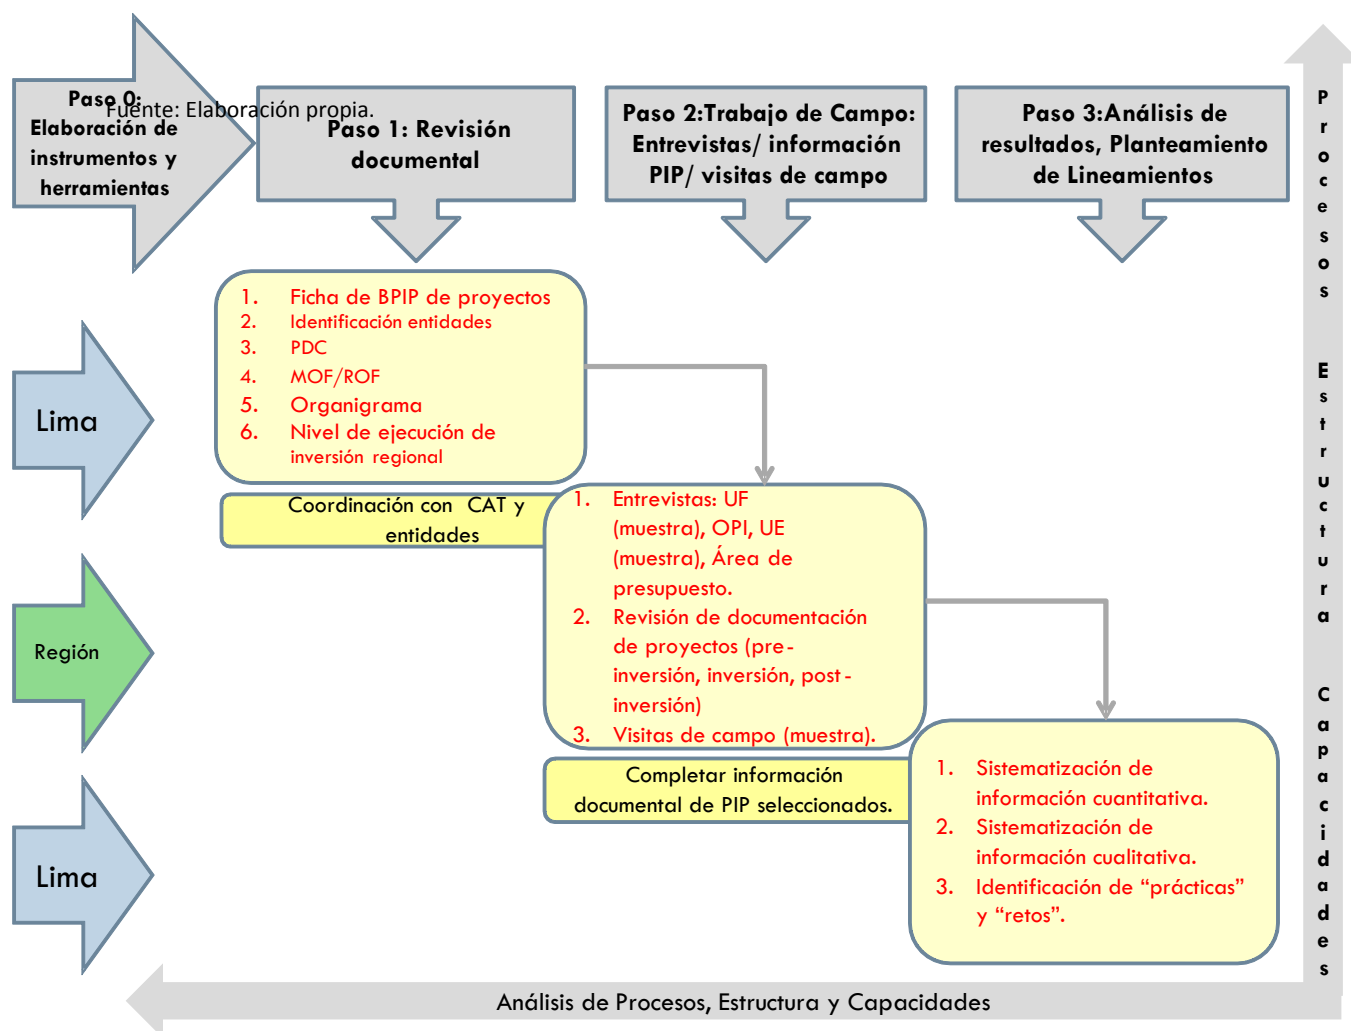 Paso 0:
Elaboración de
instrumentos y
herramientas
Fuente: Elaboración propia.
Paso 1: Revisión
documental
Paso 2:Trabajo de Campo:
Entrevistas/ información
PIP/ visitas de campo
Paso 3:Análisis de
resultados, Planteamiento
de Lineamientos
Lima
Región
Lima
1. Ficha de BPIP de proyectos
2. Identificación entidades
3. PDC
4. MOF/ROF
5. Organigrama
6. Nivel de ejecución de
inversión regional
Coordinación con CAT y
entidades
1. Entrevistas: UF
(muestra), OPI, UE
(muestra), Área de
presupuesto.
2. Revisión de documentación
de proyectos (pre-
inversión, inversión, post-
inversión)
3. Visitas de campo (muestra).
Completar información
documental de PIP seleccionados.
1. Sistematización de
información cuantitativa.
2. Sistematización de
información cualitativa.
3. Identificación de “prácticas”
y “retos”.
Procesos Estructura Capacidades
Análisis de Procesos, Estructura y Capacidades